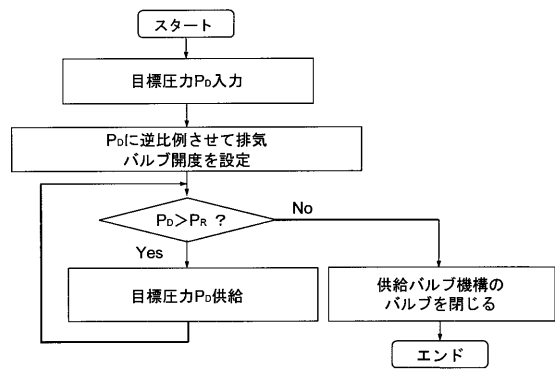 スタート
目標圧力PD入力
PDに逆比例させて排気
バルブ開度を設定
PD＞PR ？
No
Yes
目標圧力PD供給
供給バルブ機構の
バルブを閉じる
エンド